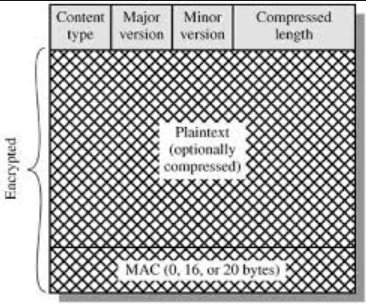 Content type
Major version
Minor version
Compressed length
Encrypted
Plaintext
(optionally
compressed)
MAC (0, 16, or 20 bytes)